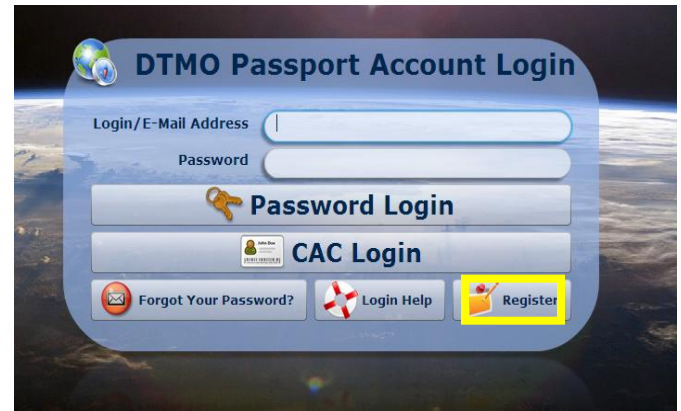 DTMO Passport Account Login
Login/E-Mail Address
Password
Password Login
CAC Login
Forgot Your Password?
Login Help
Register